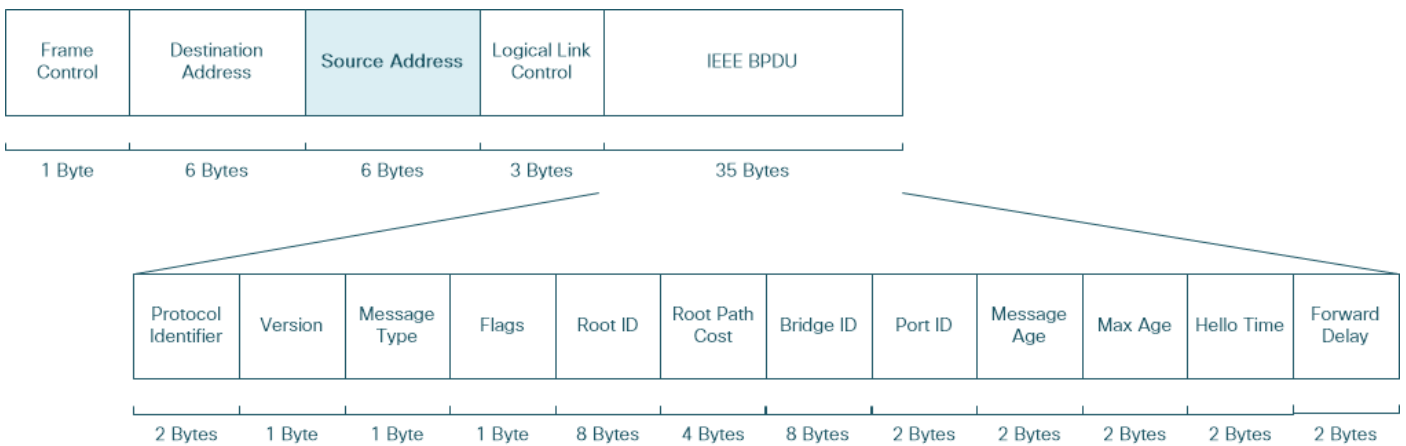 Frame
Control
Destination
Address
Source Address
Logical Link
Control
IEEE BPDU
1 Byte
6 Bytes
6 Bytes
3 Bytes
35 Bytes
Protocol
Identifier
Version
Message
Type
Flags
Root ID
Root Path
Cost
Bridge ID
Port ID
Message
Age
Max Age
Hello Time
Forward
Delay
2 Bytes
1 Byte
1 Byte
1 Byte
8 Bytes
4 Bytes
8 Bytes
2 Bytes
2 Bytes
2 Bytes
2 Bytes
2 Bytes